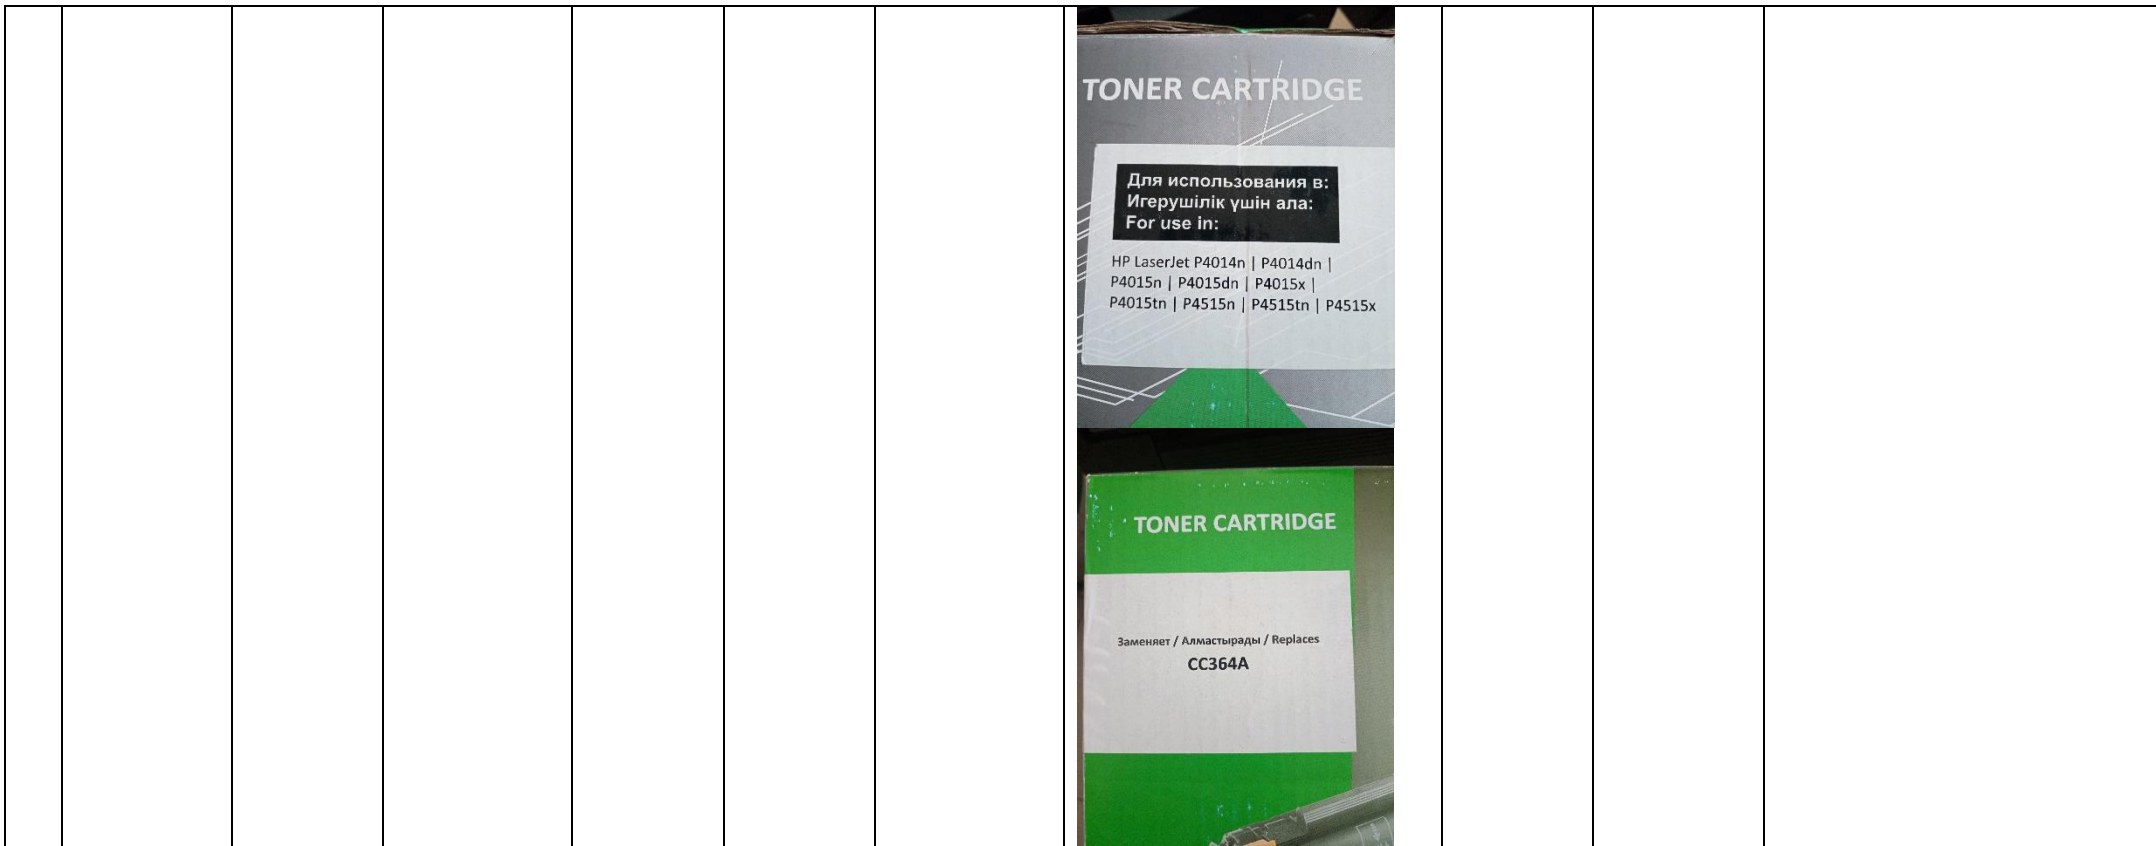 TONER CARTRIDGE
Для использования в:
Игерушілік үшін ала:
For use in:
HP LaserJet P4014n | P4014dn |
P4015n | P4015dn | P4015x |
P4015tn | P4515n | P4515tn | P4515x
TONER CARTRIDGE
Заменяет / Алмастырады / Replaces
CC364A